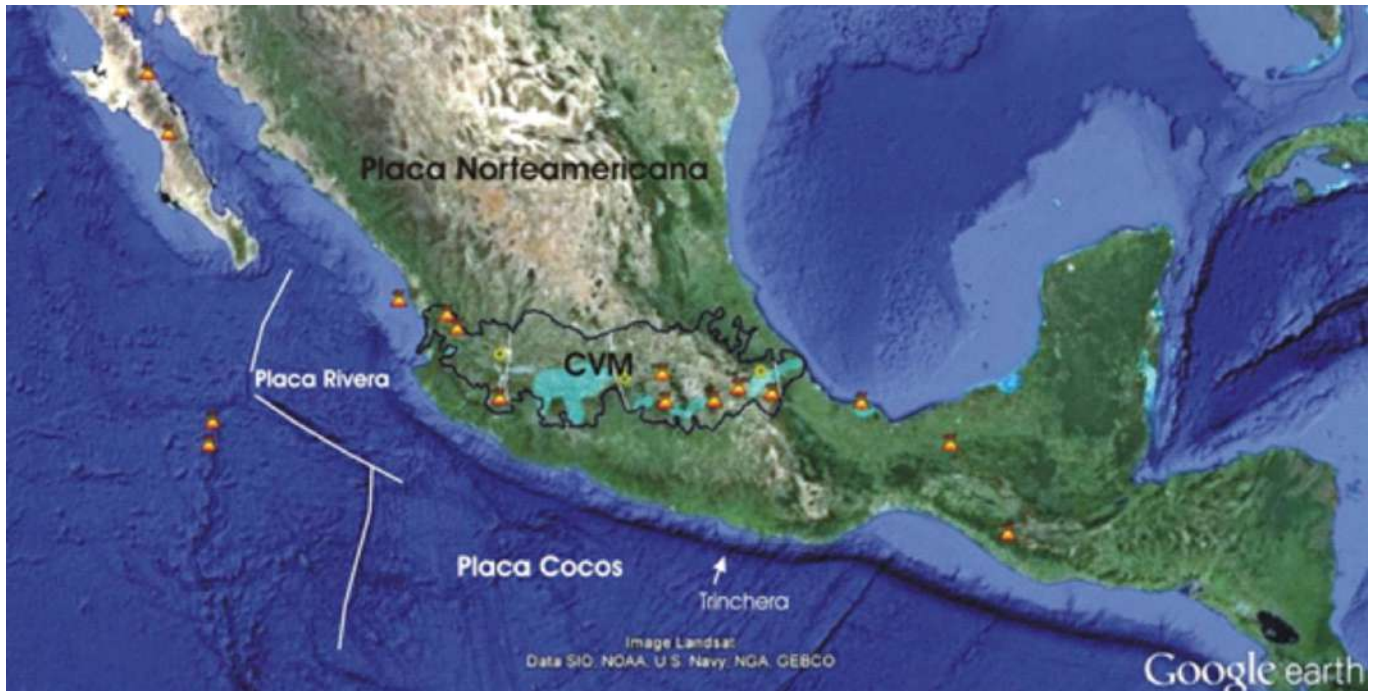 Placa Norteamericana
CVM
Placa Rivera
Placa Cocos
Trinchera
Image Landsat
Data SIO, NOAA, U.S. Navy, NGA, GEBCO
Google earth